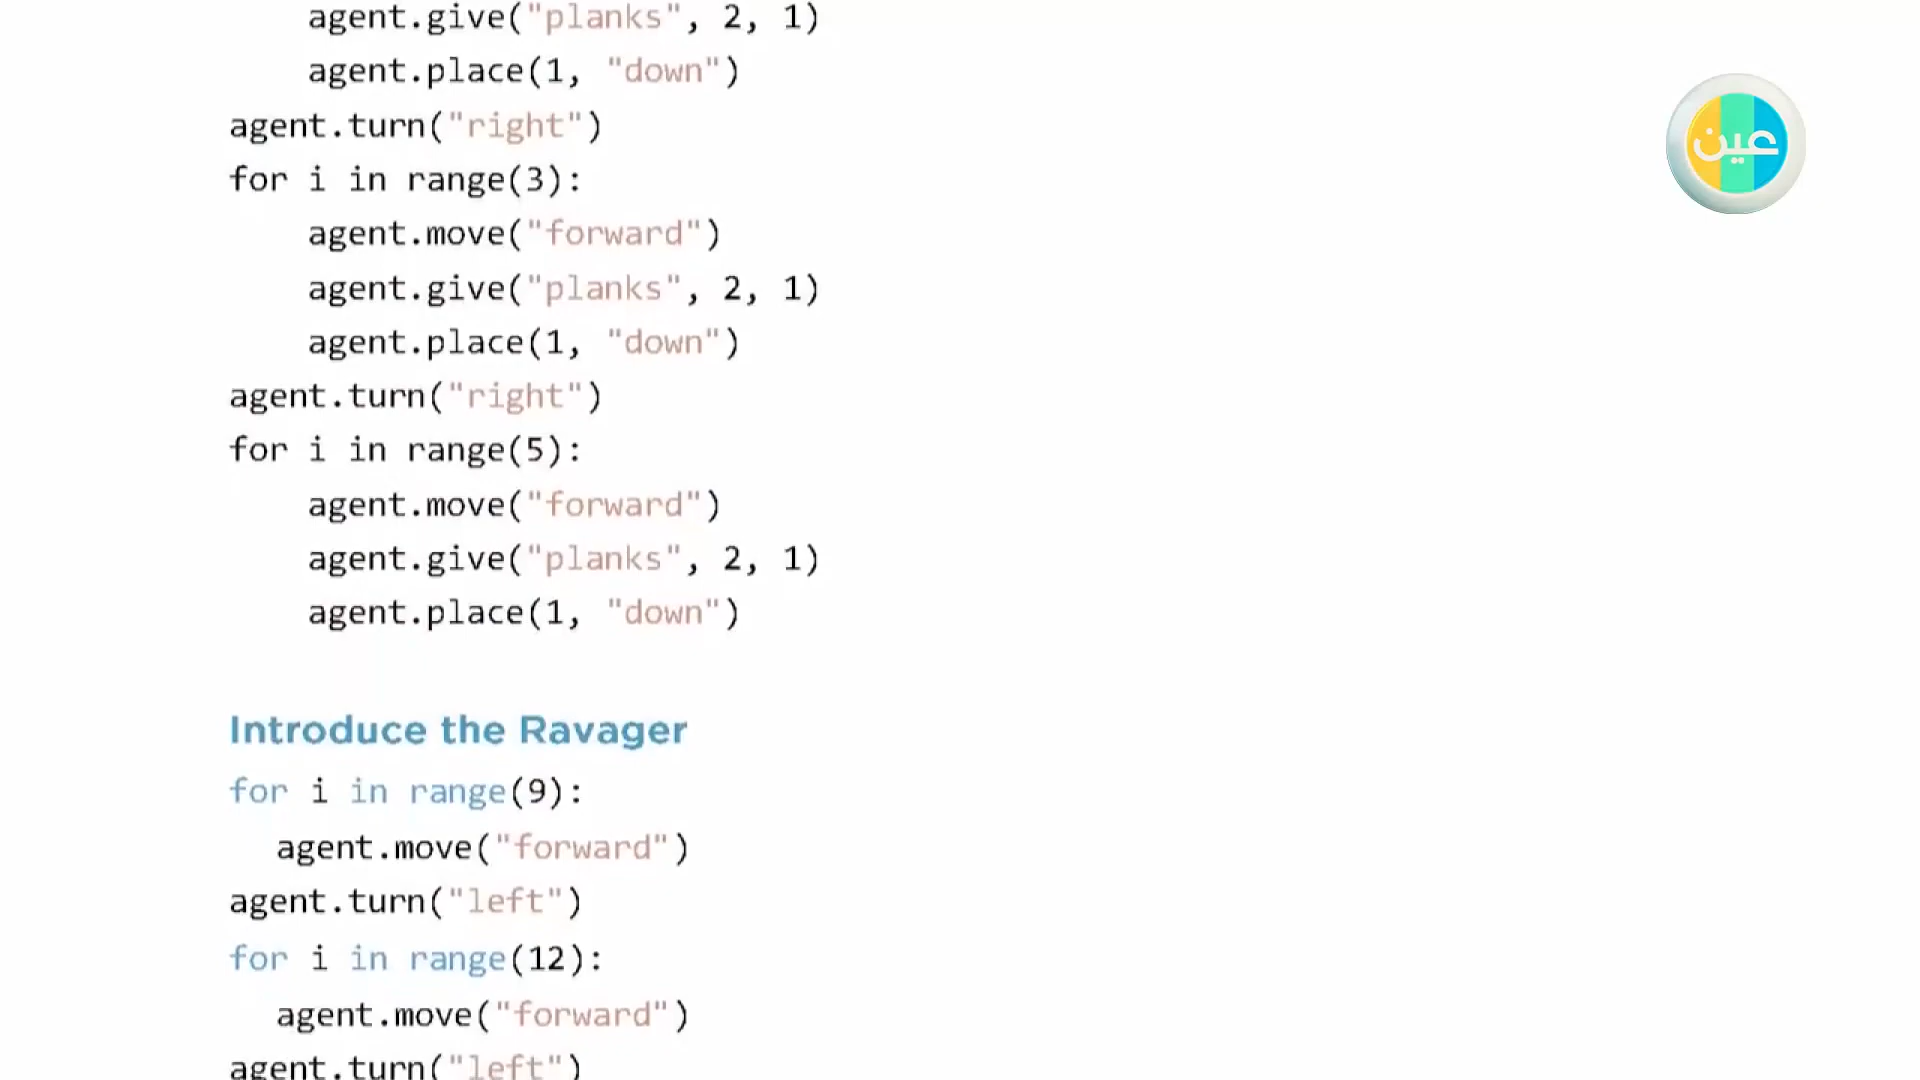 agent.give("planks", 2, 1)
    agent.place(1, "down")
agent.turn("right")
for i in range(3):
    agent.move("forward")
    agent.give("planks", 2, 1)
    agent.place(1, "down")
agent.turn("right")
for i in range(5):
    agent.move("forward")
    agent.give("planks", 2, 1)
    agent.place(1, "down")
Introduce the Ravager
for i in range(9):
    agent.move("forward")
agent.turn("left")
for i in range(12):
    agent.move("forward")
agent.turn("left")
عين